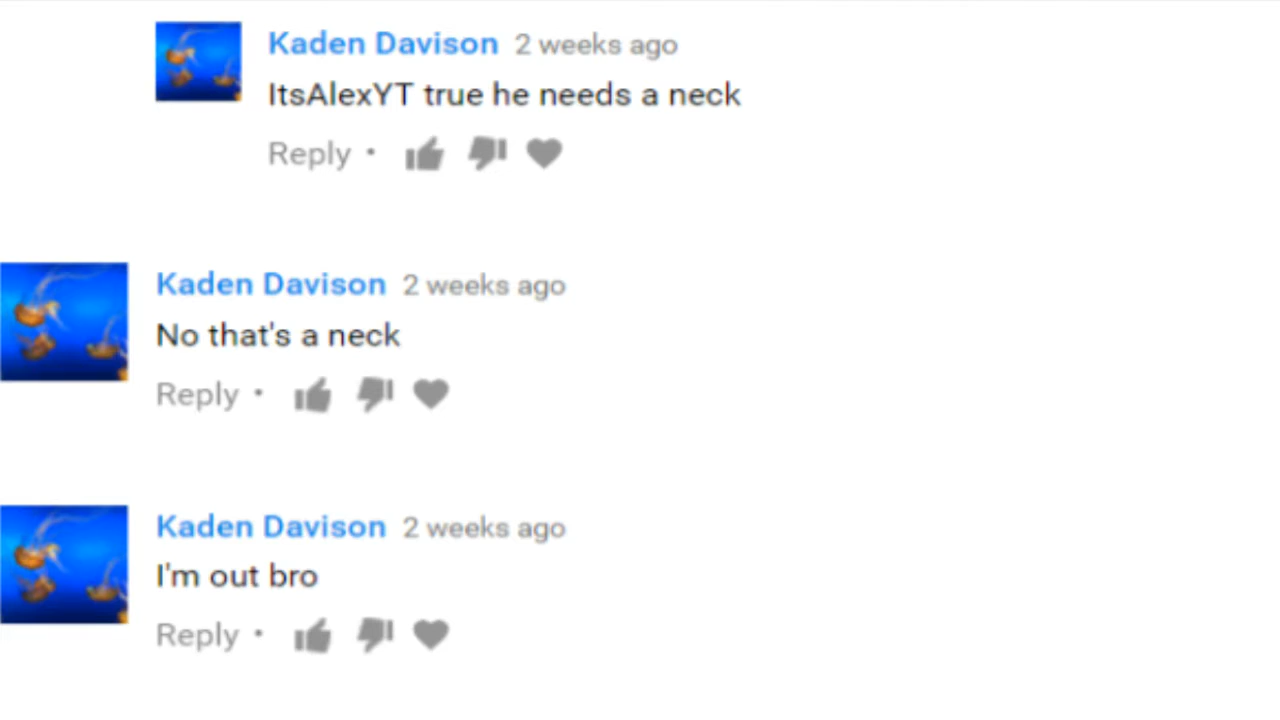 Kaden Davison 2 weeks ago
ItsAlexYT true he needs a neck
Reply •
Kaden Davison 2 weeks ago
No that's a neck
Reply •
Kaden Davison 2 weeks ago
I'm out bro
Reply •